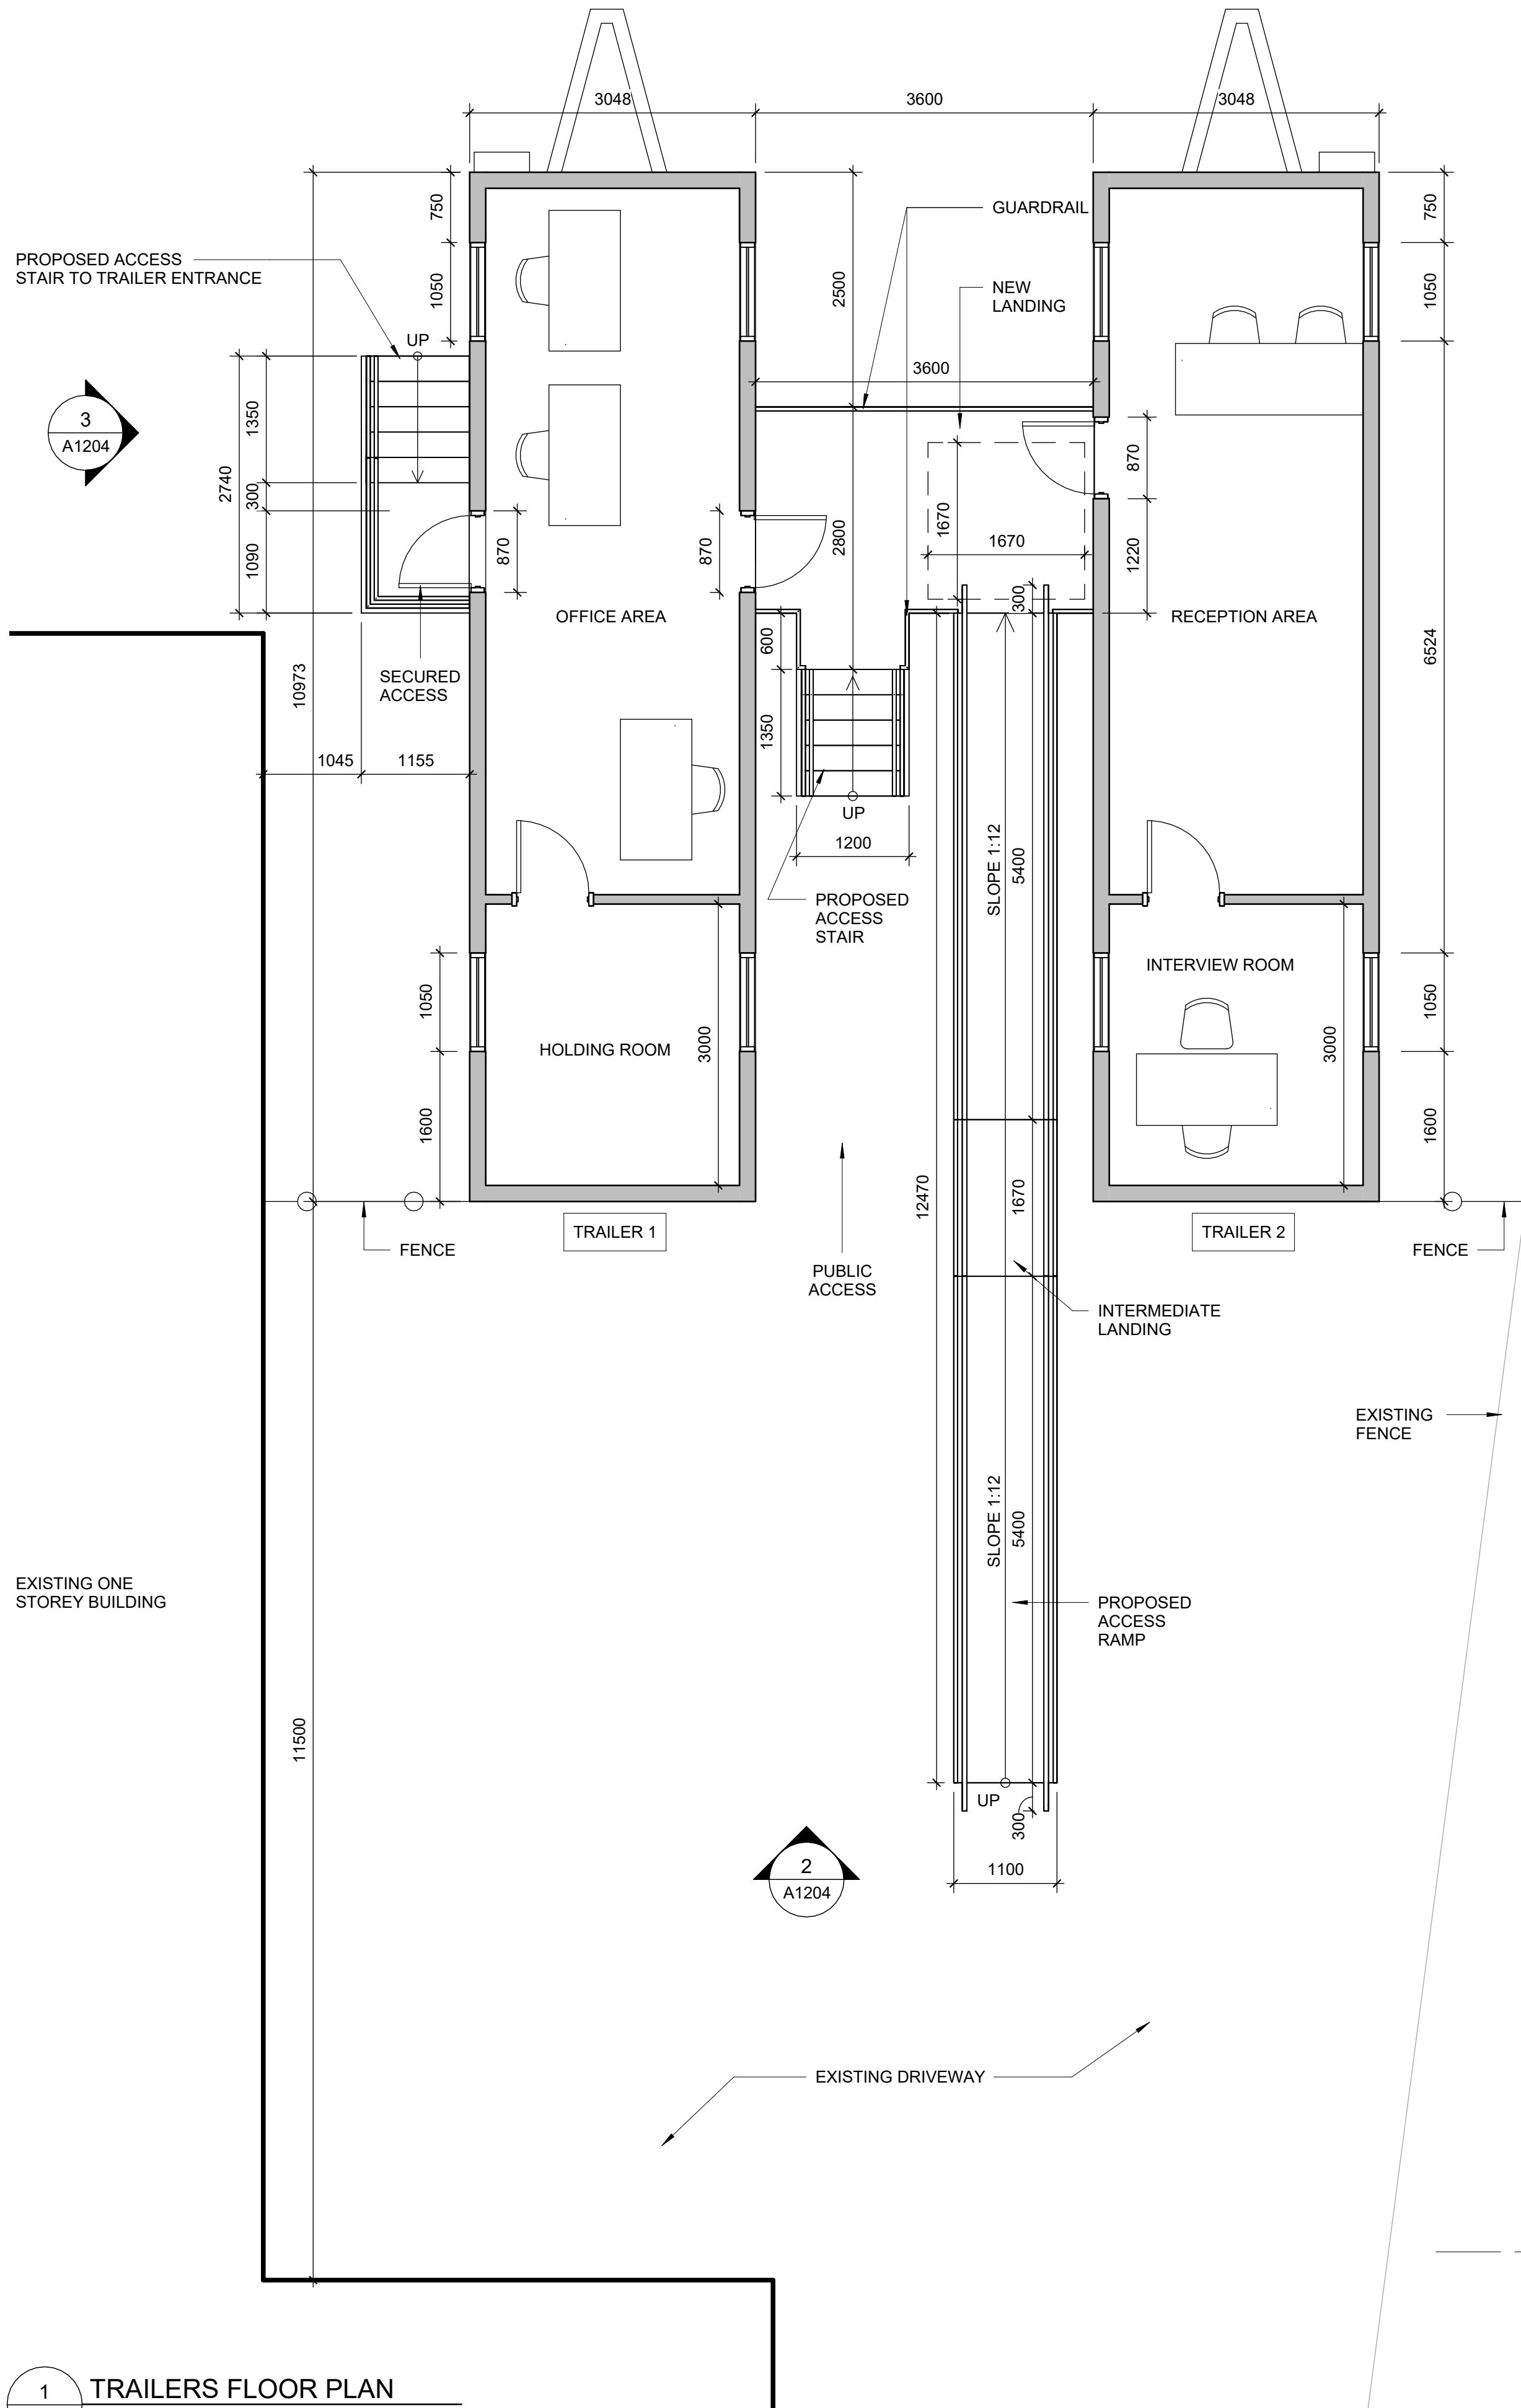 3048
3600
3048
750
1050
2500
GUARDRAIL
750
1050
PROPOSED ACCESS
STAIR TO TRAILER ENTRANCE
NEW
LANDING
UP
3600
3
A1204
2740
1350
300
1090
870
870
2800
1670
1670
870
1220
300
OFFICE AREA
RECEPTION AREA
6524
600
10973
SECURED
ACCESS
1045
1155
1350
UP
1200
SLOPE 1:12
5400
PROPOSED
ACCESS
STAIR
INTERVIEW ROOM
1050
HOLDING ROOM
3000
3000
1050
1600
1600
12470
1670
TRAILER 1
TRAILER 2
FENCE
FENCE
PUBLIC
ACCESS
INTERMEDIATE
LANDING
EXISTING
FENCE
SLOPE 1:12
5400
EXISTING ONE
STOREY BUILDING
PROPOSED
ACCESS
RAMP
11500
UP
300
2
A1204
1100
EXISTING DRIVEWAY
1
TRAILERS FLOOR PLAN